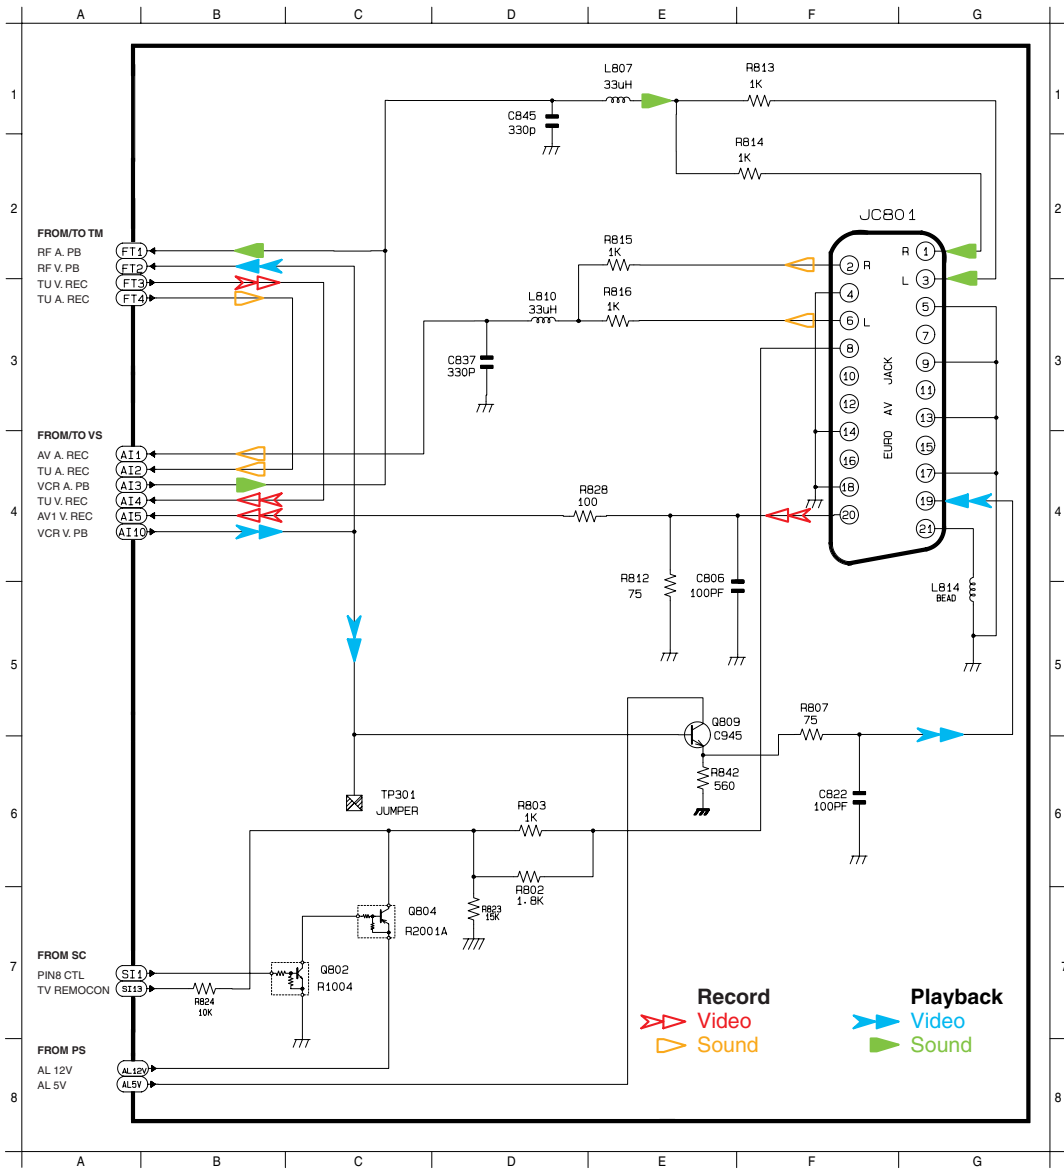 A B C D E F G
1 1
L807
33uH
R813
1K
C845
330p
R814
1K
2 2
JC801
FROM/TO TM
RF A. PB FT1
RF V. PB FT2
TU V. REC FT3
TU A. REC FT4
R815
1K
R816
1K
L810
33uH
C837
330P
3 3
R 1
2 R
L 3
4
5
6 L
7
8
9
10
11
12
13
14
15
16
17
18
19
20
21
EURO AV JACK
FROM/TO VS
AV A. REC AI1
TU A. REC AI2
VCR A. PB AI3
TU V. REC AI4
AV1 V. REC AI5
VCR V. PB AI10
4 4
R828
100
R812
75
C806
100PF
L814
BEAD
5 5
Q809
C945
R807
75
R842
560
C822
100PF
TP301
JUMPER
6 6
R803
1K
R802
1.8K
R823
15K
Q804
R2001A
7 7
FROM SC
PIN8 CTL SI1
TV REMOCON SI13
R824
10K
Q802
R1004
Record Playback
Video Video
Sound Sound
FROM PS
AL 12V AL12V
AL 5V AL5V
8 8
A B C D E F G